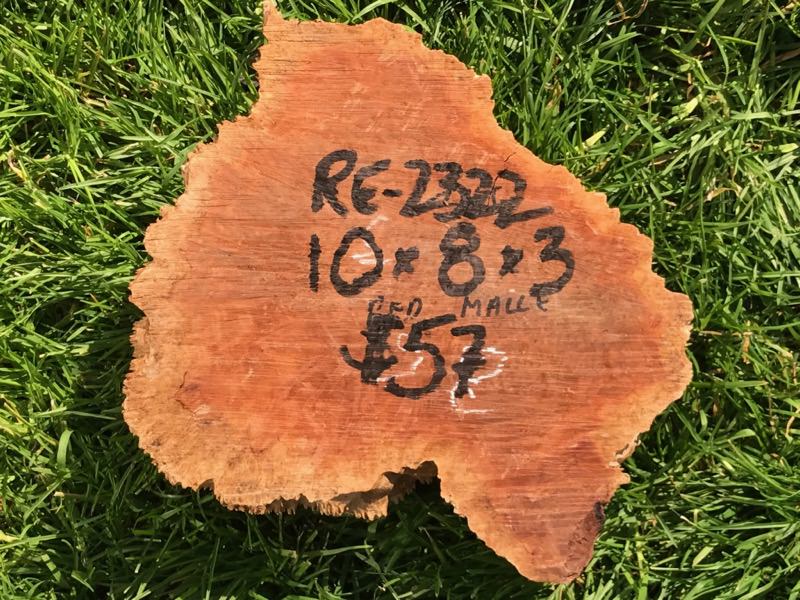 RE-2322
10 x 8 x 3
RED MALLE
£57